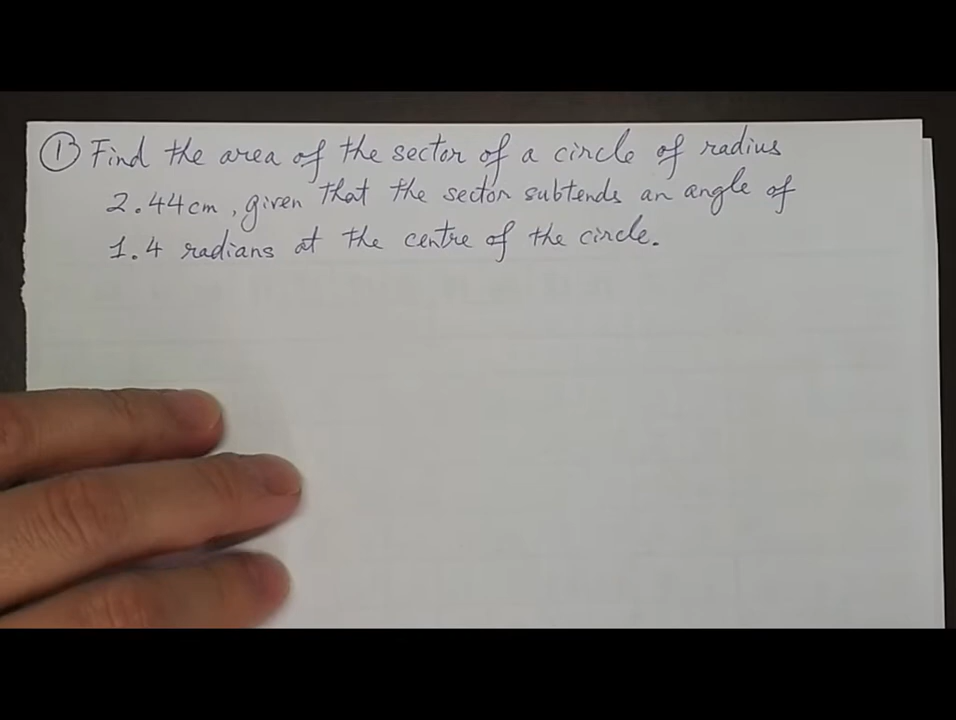 ① Find the area of the sector of a circle of radius
2.44cm, given that the sector subtends an angle of
1.4 radians at the centre of the circle.